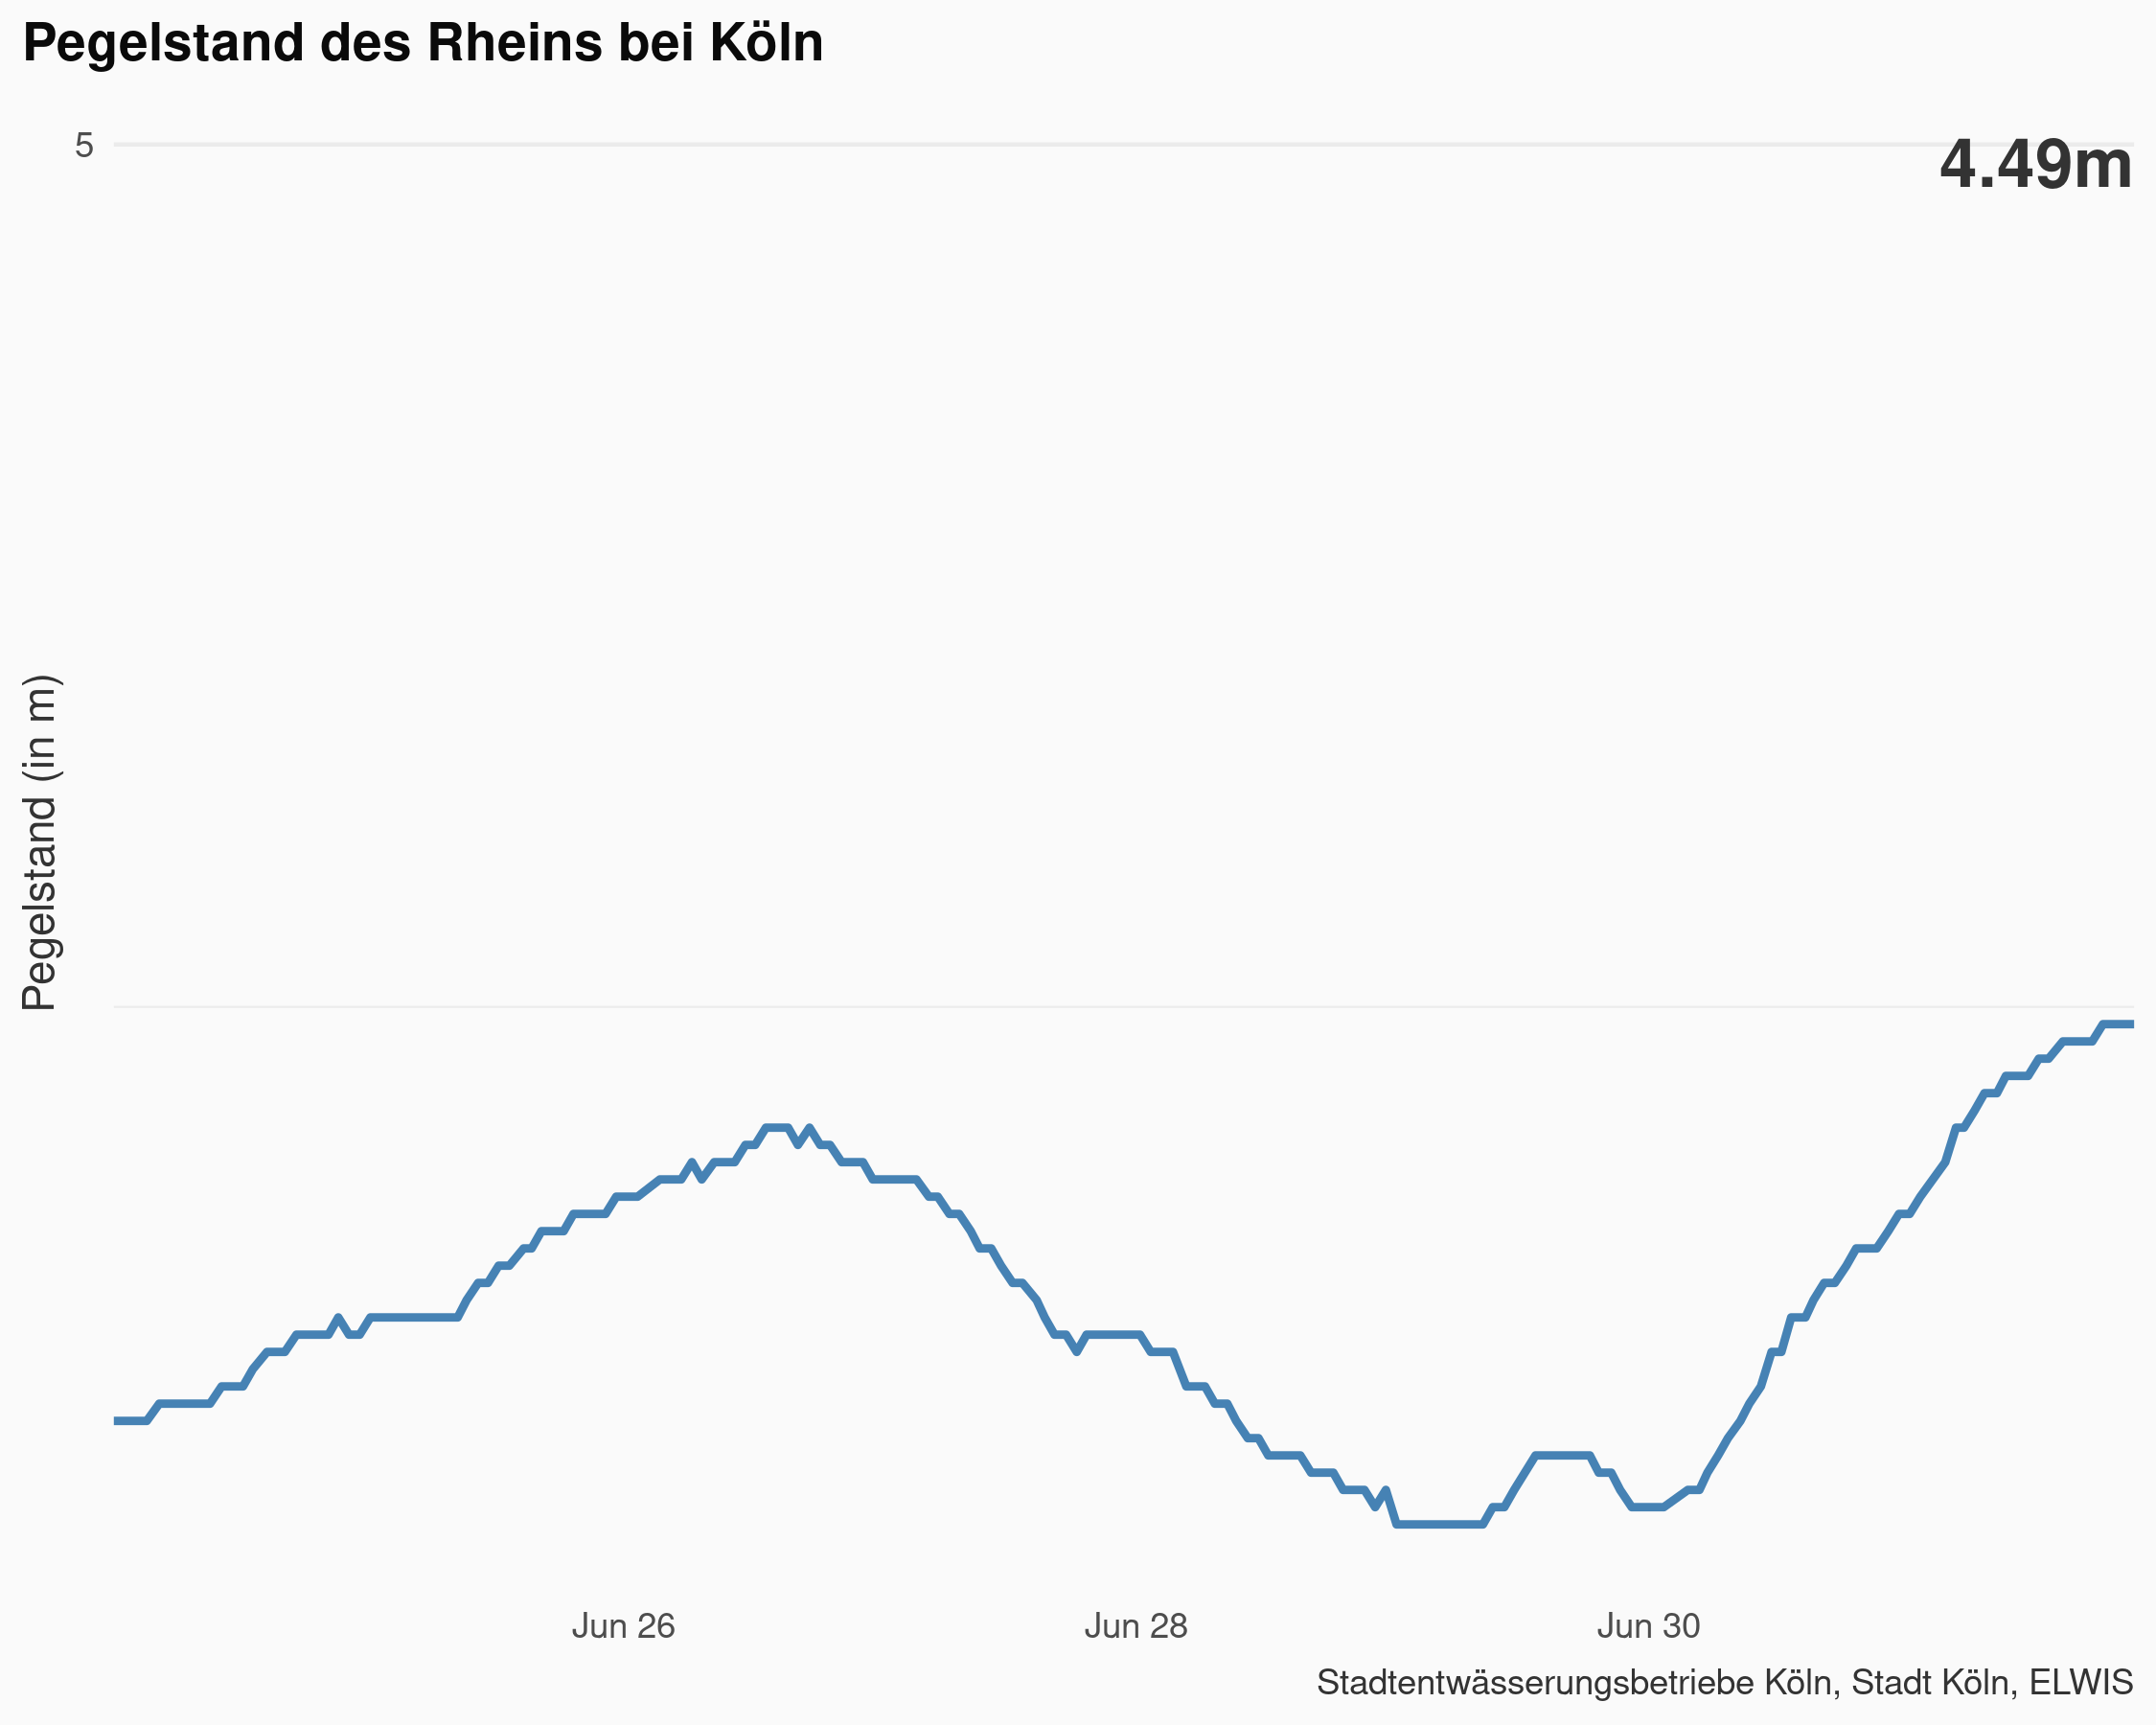 Pegelstand des Rheins bei Köln
5
4.49m
Pegelstand (in m)
Jun 26
Jun 28
Jun 30
Stadtentwässerungsbetriebe Köln, Stadt Köln, ELWIS